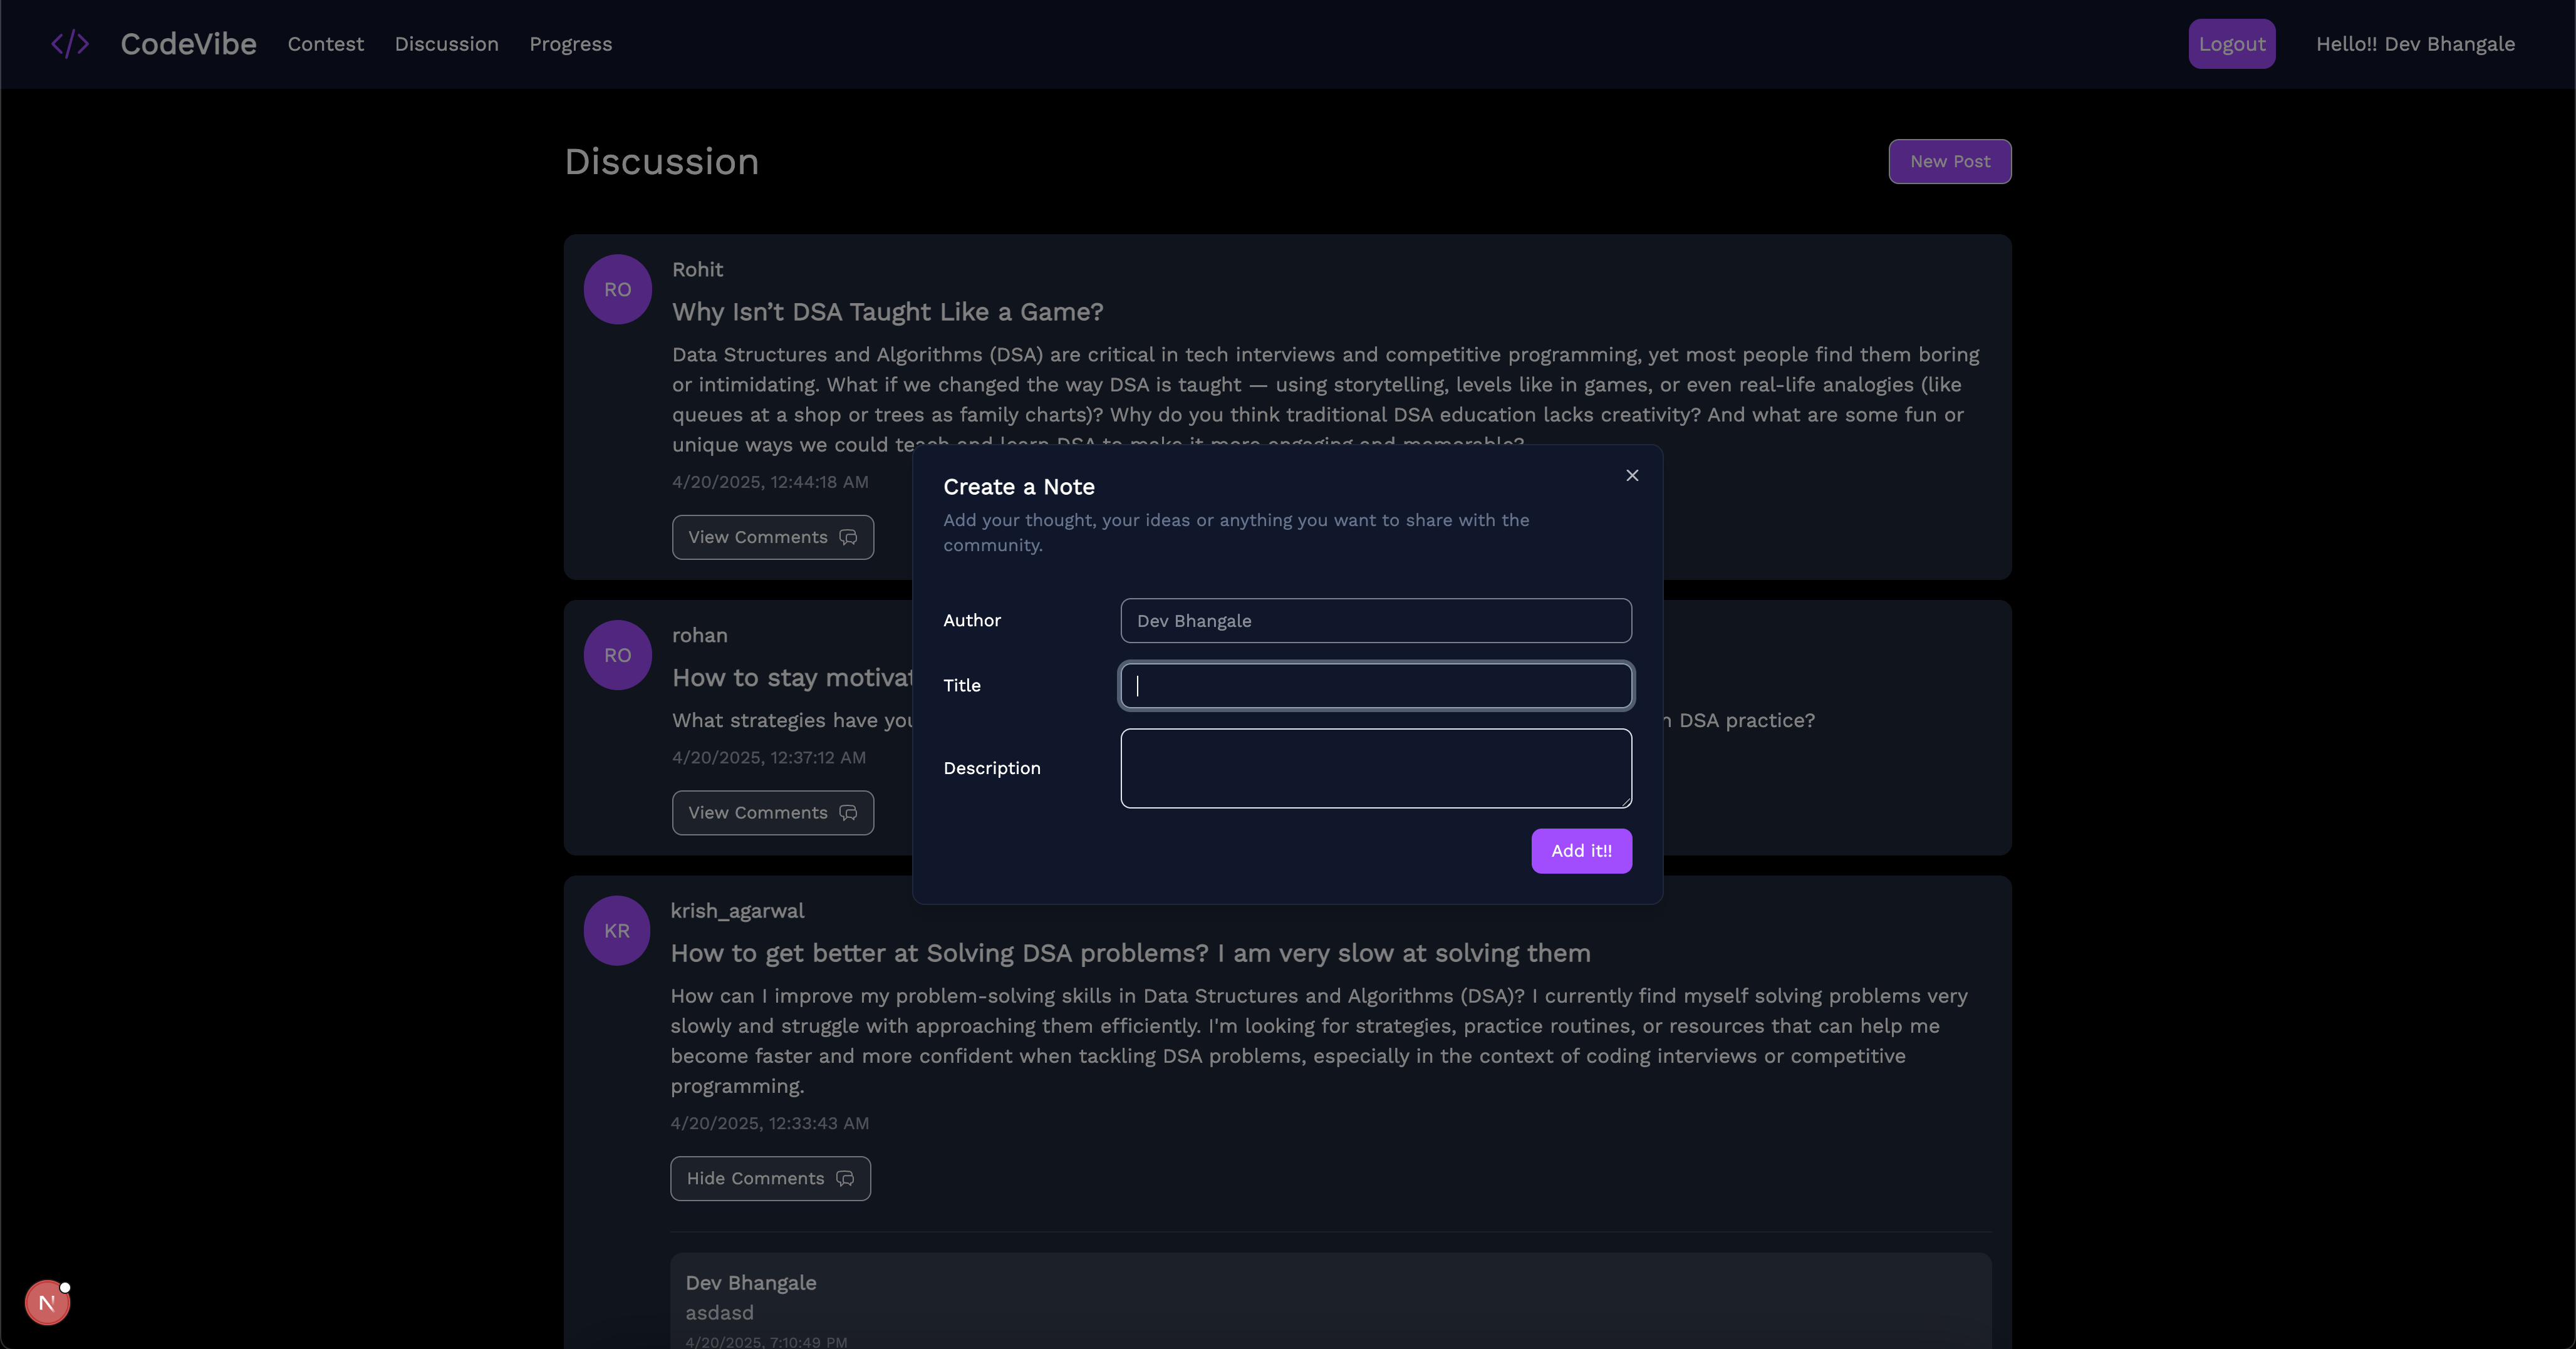 CodeVibe
Contest
Discussion
Progress
Logout
Hello!! Dev Bhangale
Discussion
New Post
RO
Rohit
Why Isn’t DSA Taught Like a Game?
Data Structures and Algorithms (DSA) are critical in tech interviews and competitive programming, yet most people find them boring
or intimidating. What if we changed the way DSA is taught — using storytelling, levels like in games, or even real-life analogies (like
queues at a shop or trees as family charts)? Why do you think traditional DSA education lacks creativity? And what are some fun or
unique ways we could teach and learn DSA to make it more engaging and memorable?
4/20/2025, 12:44:18 AM
View Comments
Create a Note
Add your thought, your ideas or anything you want to share with the
community.
Author
Dev Bhangale
Title
Description
Add it!!
RO
rohan
How to stay
What strategies have
DSA practice?
4/20/2025, 12:37:12 AM
View Comments
KR
krish_agarwal
How to get better at Solving DSA problems? I am very slow at solving them
How can I improve my problem-solving skills in Data Structures and Algorithms (DSA)? I currently find myself solving problems very
slowly and struggle with approaching them efficiently. I'm looking for strategies, practice routines, or resources that can help me
become faster and more confident when tackling DSA problems, especially in the context of coding interviews or competitive
programming.
4/20/2025, 12:33:43 AM
Hide Comments
Dev Bhangale
asdasd
4/20/2025, 7:10:49 PM
N